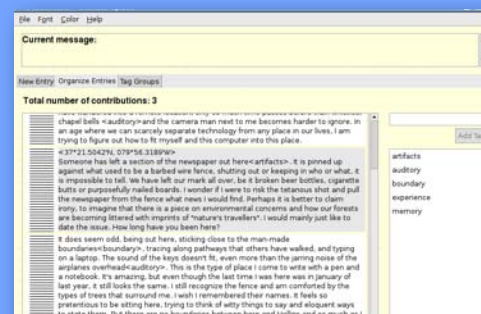 File Font Color Help
Current message:
New Entry Organize Entries Tag Groups
Total number of contributions: 3
chapel bells <auditory>and the camera man next to me becomes harder to ignore. In
an age where we can scarcely separate technology from any place in our lives, I am
trying to figure out how to fit myself and this computer into this place.
<37*21.5042'N, 079*56.3189'W>
Someone has left a section of the newspaper out here<artifacts>. It is pinned up
against what used to be a barbed wire fence, shutting out or keeping in who or what, it
is impossible to tell. We have left our mark all over, be it broken beer bottles, cigarette
butts or purposefully nailed boards. I wonder if I were to risk the tetanous shot and pull
the newspaper from the fence what news I would find. Perhaps it is better to claim
irony, to imagine that there is a piece on environmental concerns and how our forests
are becoming littered with imprints of "nature's travellers". I would mainly just like to
date the issue. How long have you been here?
It does seem odd, being out here, sticking close to the man-made
boundaries<boundary>, tracing along pathways that others have walked, and typing
on a laptop. The sound of the keys doesn't fit, even more than the jarring noise of the
airplanes overhead<auditory>. This is the type of place I come to write with a pen and
a notebook. It's amazing, but even though the last time I was here was in January of
last year, it still looks the same. I still recognize the fence and am comforted by the
types of trees that surround me. I wish I remembered their names. It feels so
pretentious to be sitting here, trying to think of witty things to say and eloquent ways
Add Ta
artifacts
auditory
boundary
experience
memory